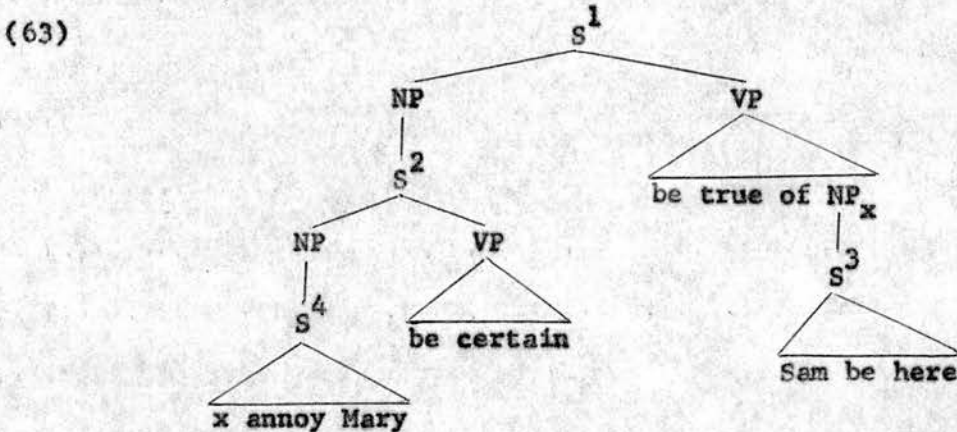 (63)
S1
NP VP
S2
be true of NPx
NP VP
S3
S4
be certain
Sam be here
x annoy Mary